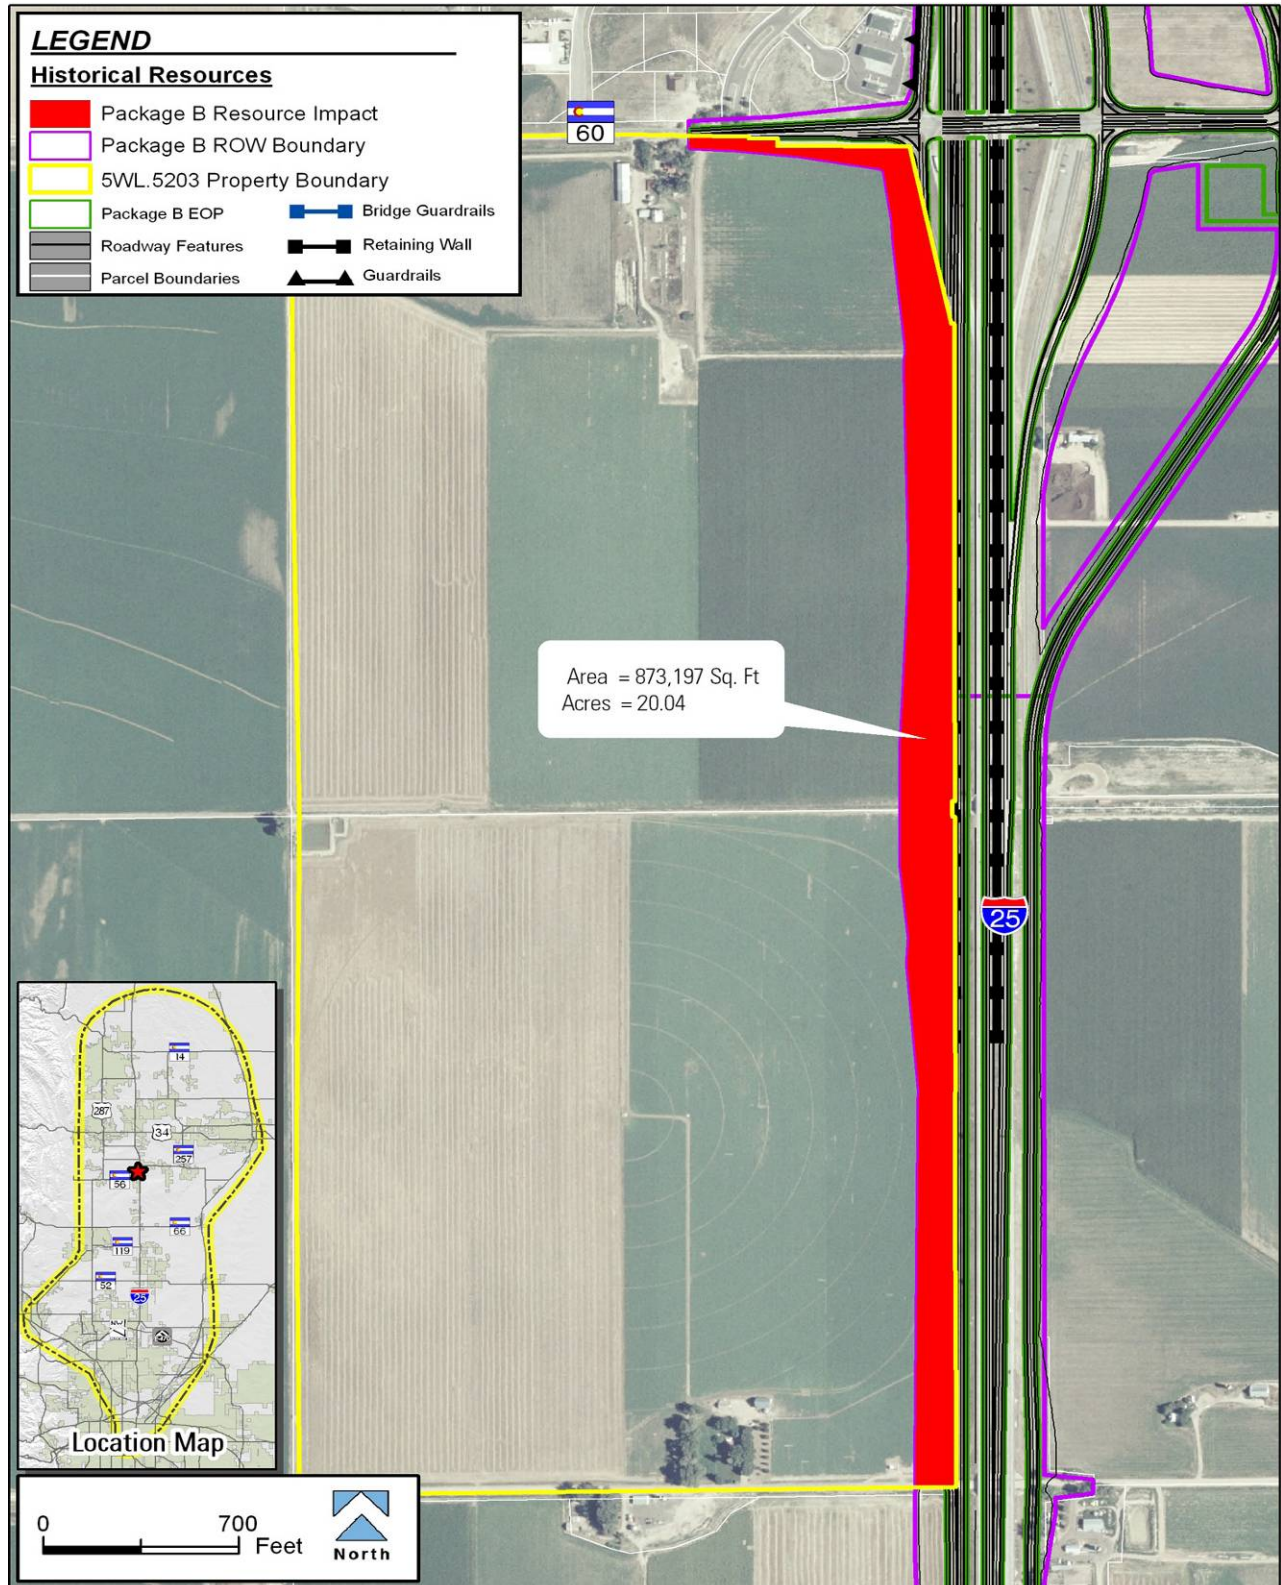 LEGEND
Historical Resources
Package B Resource Impact
Package B ROW Boundary
5WL.5203 Property Boundary
Package B EOP
Bridge Guardrails
Roadway Features
Retaining Wall
Parcel Boundaries
Guardrails
60
Area = 873,197 Sq. Ft
Acres = 20.04
25
14
287
34
257
56
66
119
52
25
Location Map
0 700
Feet
North